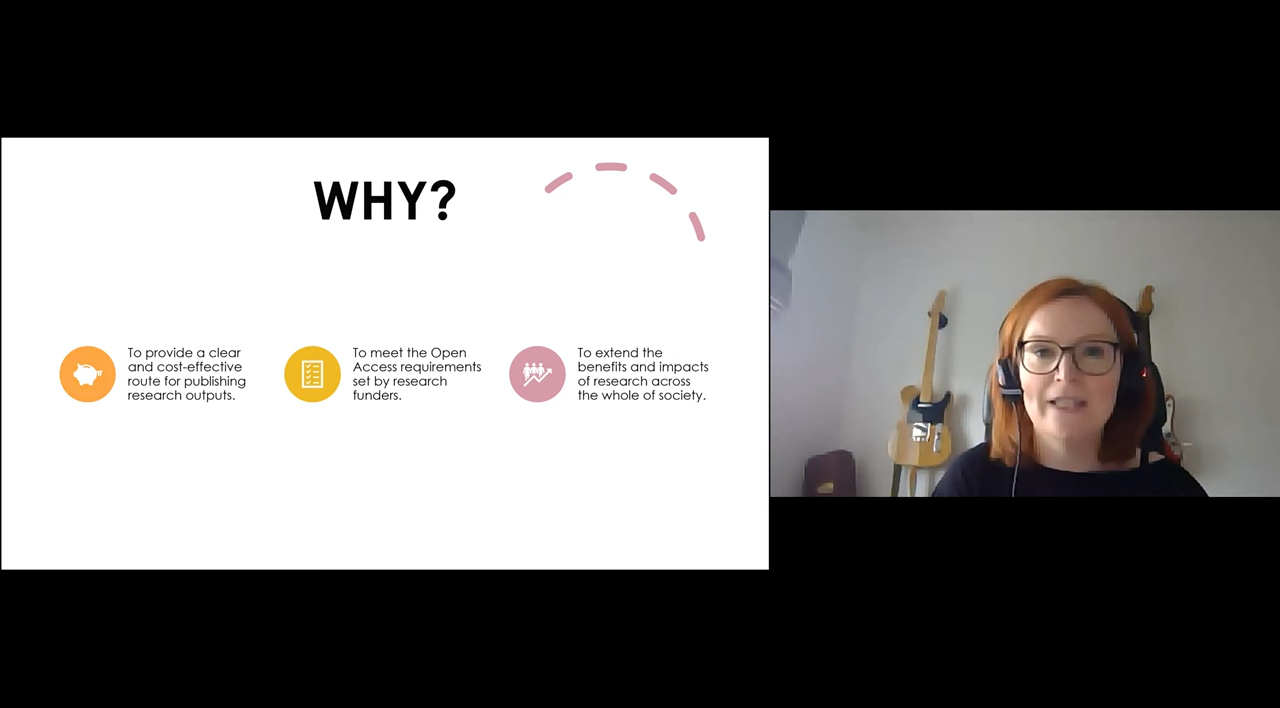 WHY?
To provide a clear
and cost-effective
route for publishing
research outputs.
To meet the Open
Access requirements
set by research
funders.
To extend the
benefits and impacts
of research across
the whole of society.